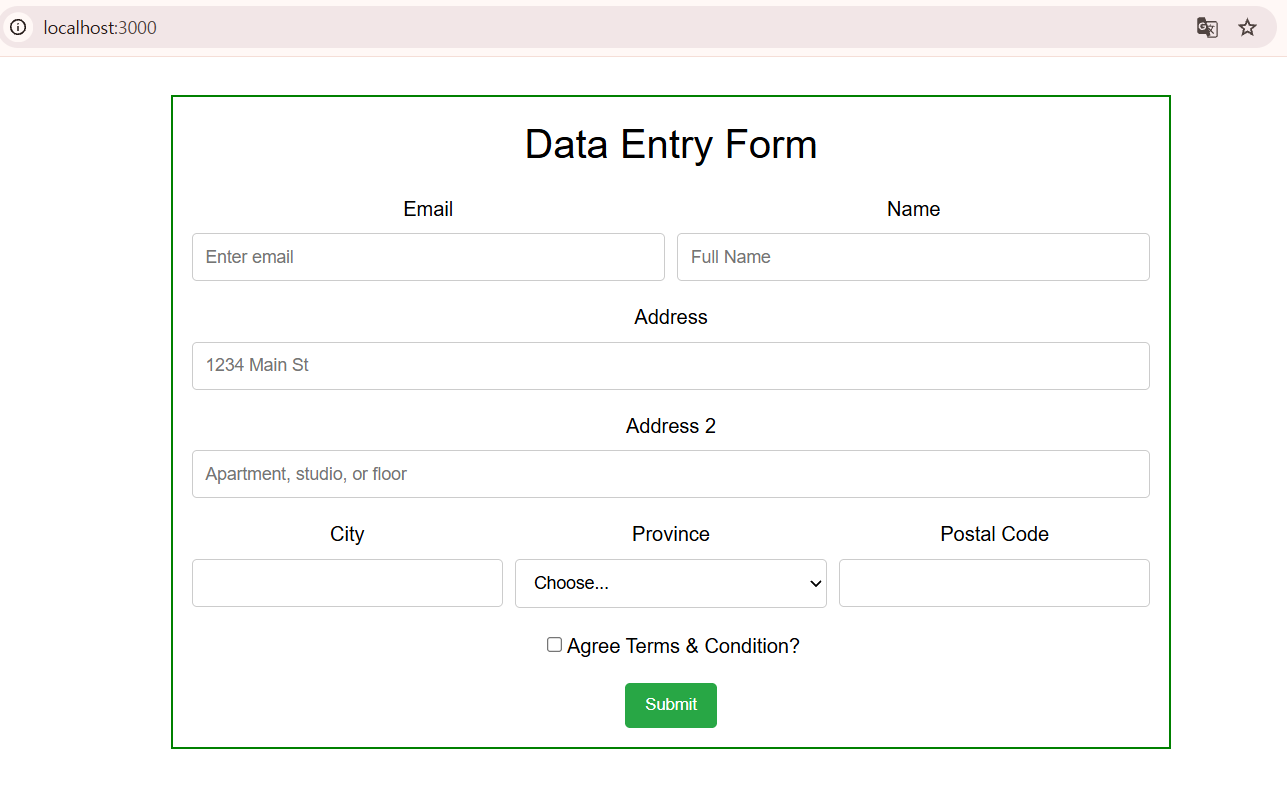 localhost:3000
Data Entry Form
Email Name
Enter email Full Name
Address
1234 Main St
Address 2
Apartment, studio, or floor
City Province Postal Code
Choose...
Agree Terms & Condition?
Submit